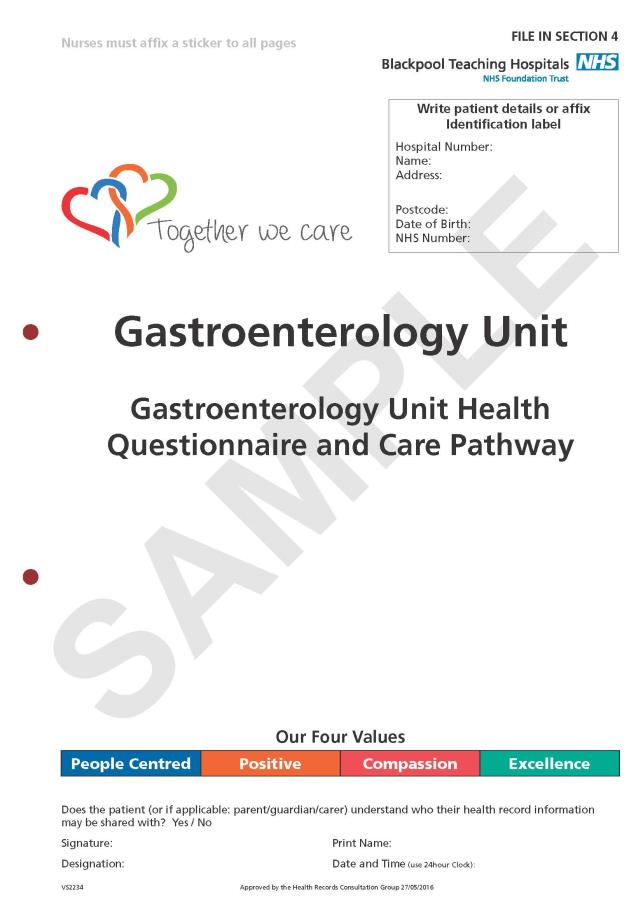 Nurses must affix a sticker to all pages
FILE IN SECTION 4
Blackpool Teaching Hospitals NHS
NHS Foundation Trust
Write patient details or affix
Identification label
Hospital Number:
Name:
Address:
Postcode:
Date of Birth:
NHS Number:
Together we care
Gastroenterology Unit
Gastroenterology Unit Health
Questionnaire and Care Pathway
SAMPLE
Our Four Values
People Centred Positive Compassion Excellence
Does the patient (or if applicable: parent/guardian/carer) understand who their health record information
may be shared with? Yes / No
Signature: Print Name:
Designation: Date and Time (use 24hour Clock):
VS2234 Approved by the Health Records Consultation Group 27/05/2016